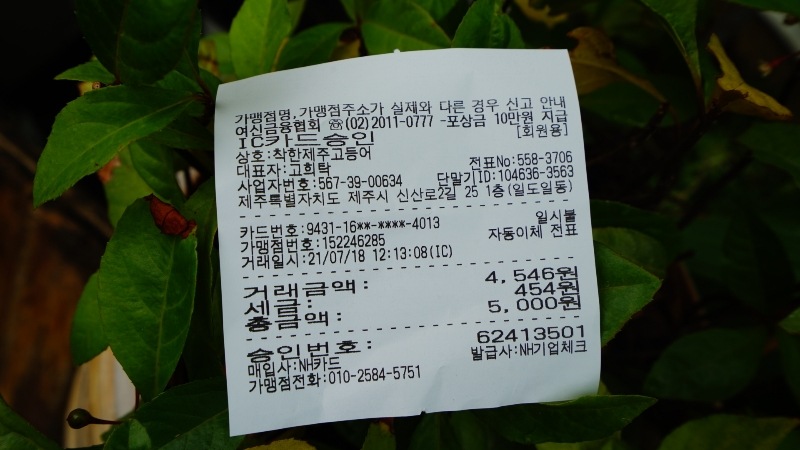 가맹점명,가맹점주소가 실제와 다른 경우 신고 안내
여신금융협회 ☏(02)2011-0777 -포상금 10만원 지급
IC카드승인 [회원용]
상호:착한제주고등어
대표자:고희탁 전표No:558-3706
사업자번호:567-39-00634 단말기ID:104636-3563
제주특별자치도 제주시 신산로2길 25 1층(일도일동)
카드번호:9431-16**-****-4013 일시불
가맹점번호:152246285 자동이체 전표
거래일시:21/07/18 12:13:08(IC)
거래금액: 4,546원
세금: 454원
총금액: 5,000원
승인번호: 62413501
매입사:NH카드 발급사:NH기업체크
가맹점전화:010-2584-5751